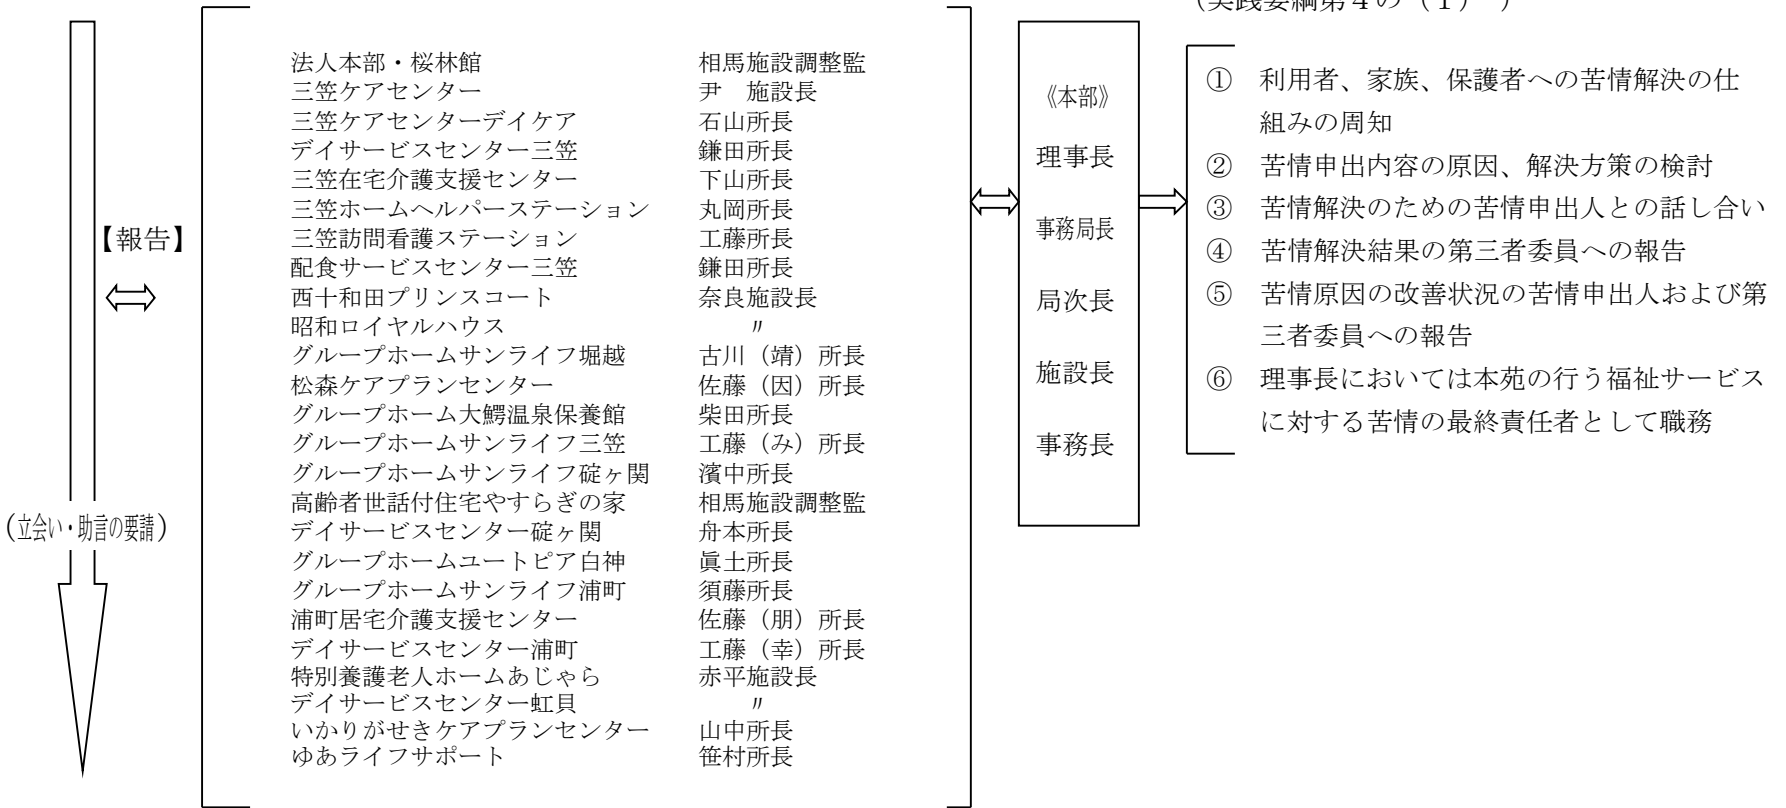 (実践要綱第4の(1) )
法人本部・桜林館 相馬施設調整監
三笠ケアセンター 尹 施設長
三笠ケアセンターデイケア 石山所長
デイサービスセンター三笠 鎌田所長
三笠在宅介護支援センター 下山所長
三笠ホームヘルパーステーション 丸岡所長
三笠訪問看護ステーション 工藤所長
配食サービスセンター三笠 鎌田所長
西十和田プリンスコート 奈良施設長
昭和ロイヤルハウス 〃
グループホームサンライフ堀越 古川(靖)所長
松森ケアプランセンター 佐藤(因)所長
グループホーム大鰐温泉保養館 柴田所長
グループホームサンライフ三笠 工藤(み)所長
グループホームサンライフ碇ヶ関 濱中所長
高齢者世話付住宅やすらぎの家 相馬施設調整監
デイサービスセンター碇ヶ関 舟本所長
グループホームユートピア白神 眞土所長
グループホームサンライフ浦町 須藤所長
浦町居宅介護支援センター 佐藤(朋)所長
デイサービスセンター浦町 工藤(幸)所長
特別養護老人ホームあじゃら 赤平施設長
デイサービスセンター虹貝 〃
いかりがせきケアプランセンター 山中所長
ゆあライフサポート 笹村所長
【報告】
(立会い・助言の要請)
《本部》
理事長
事務局長
局次長
施設長
事務長
① 利用者、家族、保護者への苦情解決の仕
組みの周知
② 苦情申出内容の原因、解決方策の検討
③ 苦情解決のための苦情申出人との話し合い
④ 苦情解決結果の第三者委員への報告
⑤ 苦情原因の改善状況の苦情申出人および第
三者委員への報告
⑥ 理事長においては本苑の行う福祉サービス
に対する苦情の最終責任者として職務